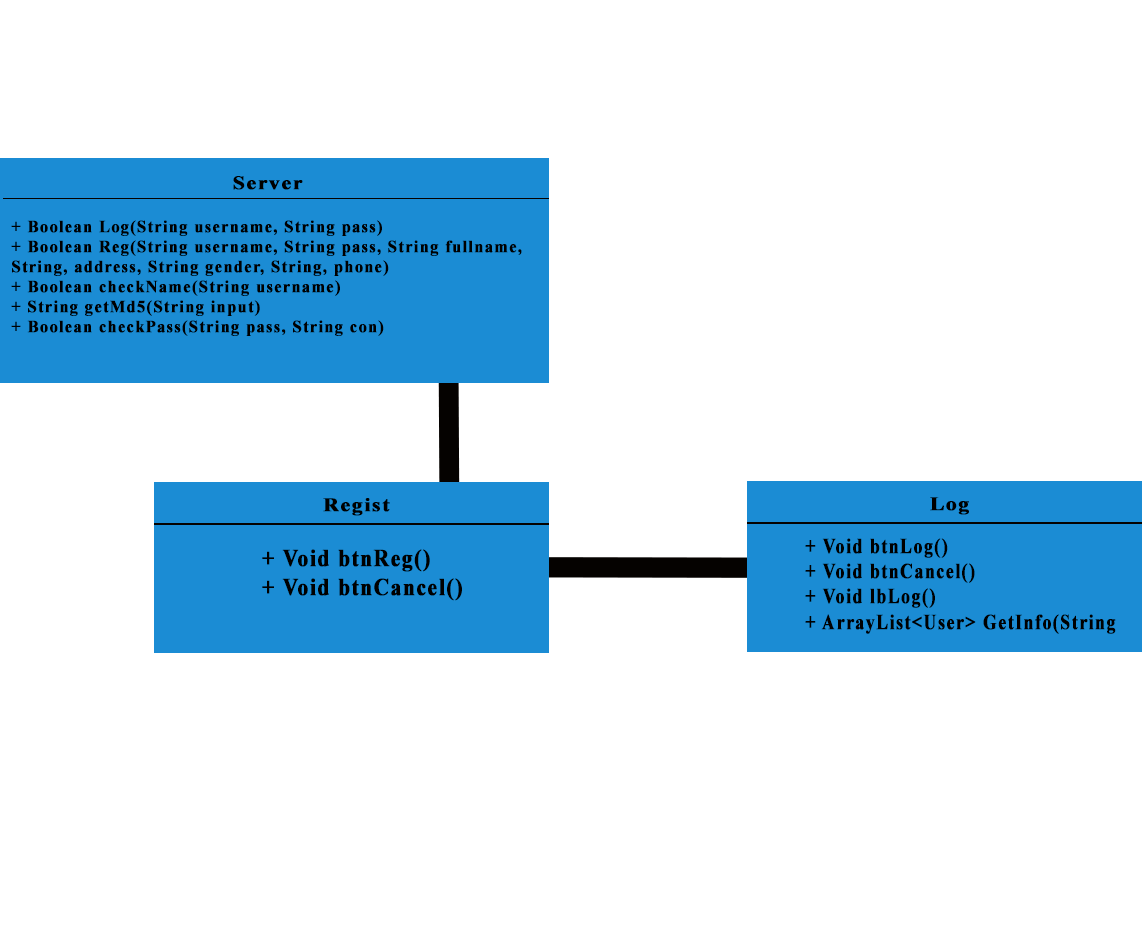 Server
+ Boolean Log(String username, String pass)
+ Boolean Reg(String username, String pass, String fullname,
String, address, String gender, String, phone)
+ Boolean checkName(String username)
+ String getMd5(String input)
+ Boolean checkPass(String pass, String con)
Regist
+ Void btnReg()
+ Void btnCancel()
Log
+ Void btnLog()
+ Void btnCancel()
+ Void lbLog()
+ ArrayList<User> GetInfo(String